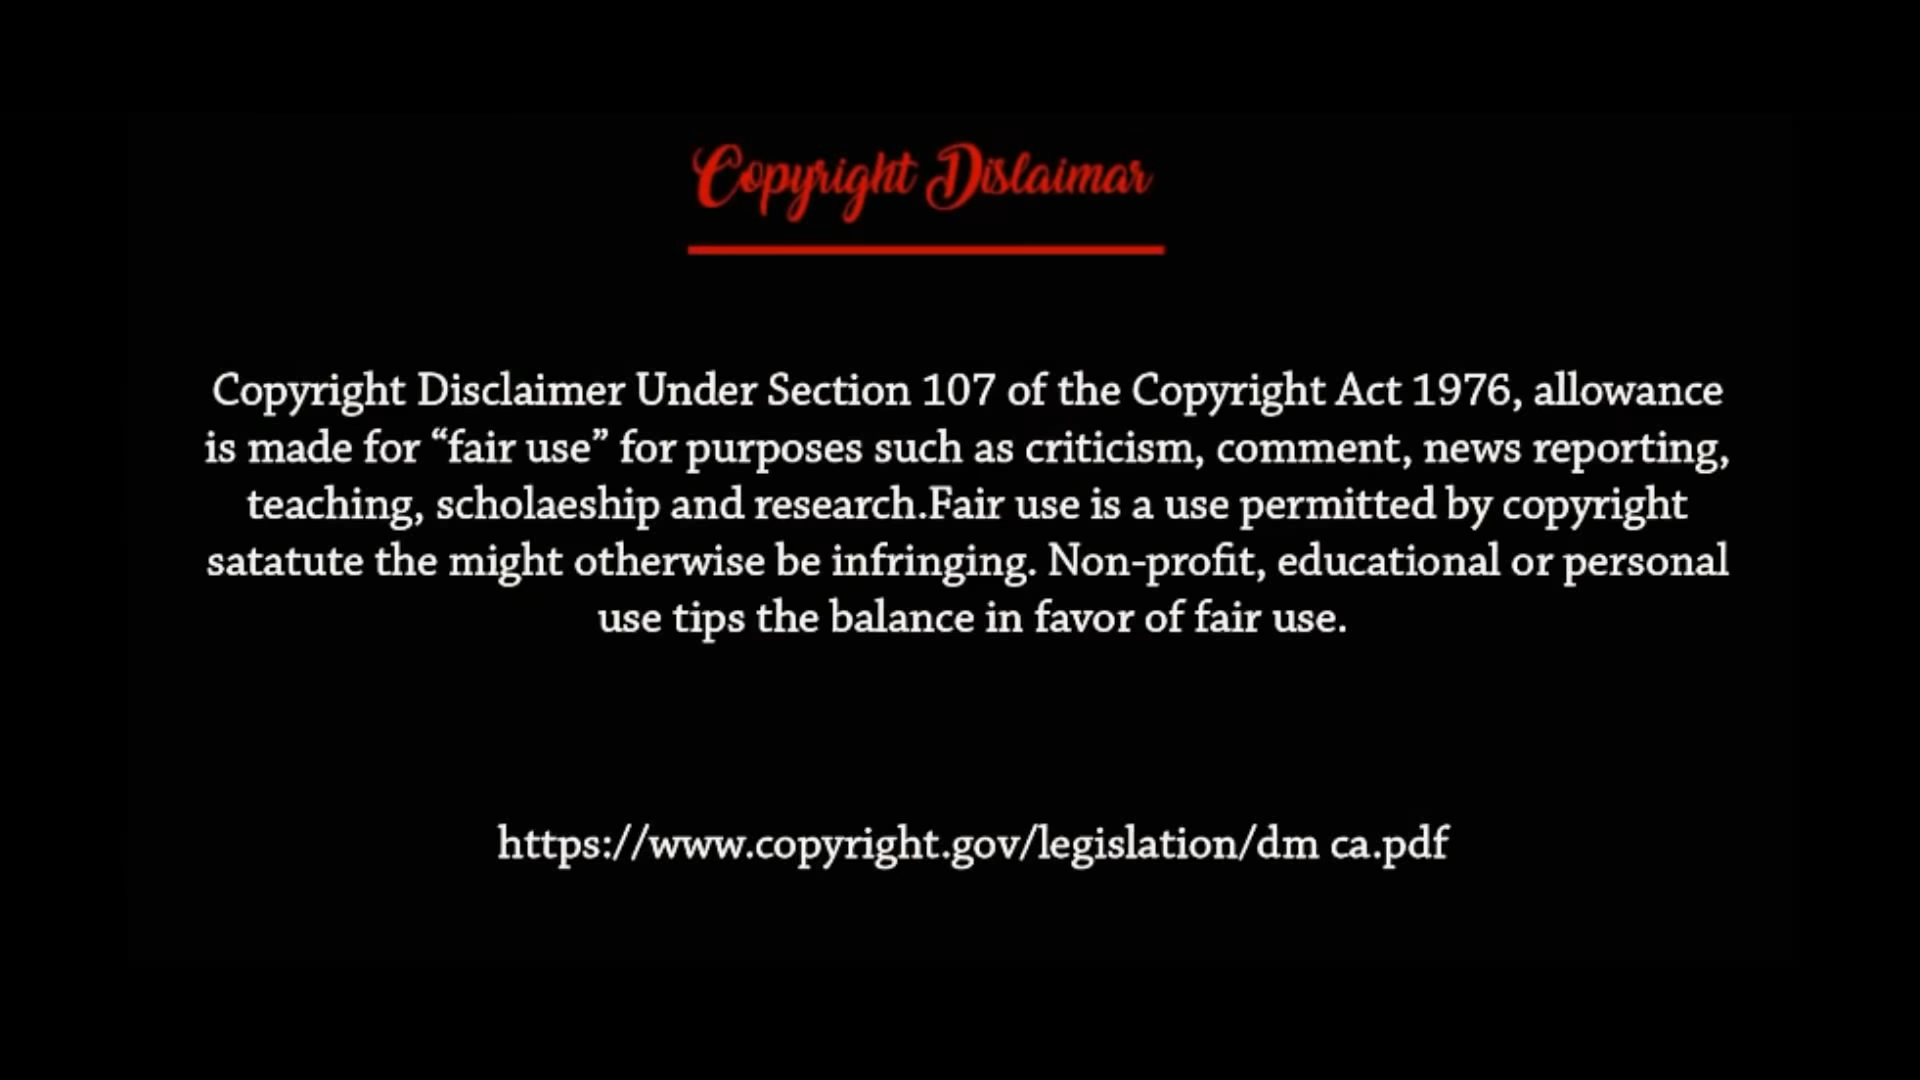 Copyright Dislaimar
Copyright Disclaimer Under Section 107 of the Copyright Act 1976, allowance
is made for “fair use” for purposes such as criticism, comment, news reporting,
teaching, scholaeship and research.Fair use is a use permitted by copyright
satatute the might otherwise be infringing. Non-profit, educational or personal
use tips the balance in favor of fair use.
https://www.copyright.gov/legislation/dm ca.pdf